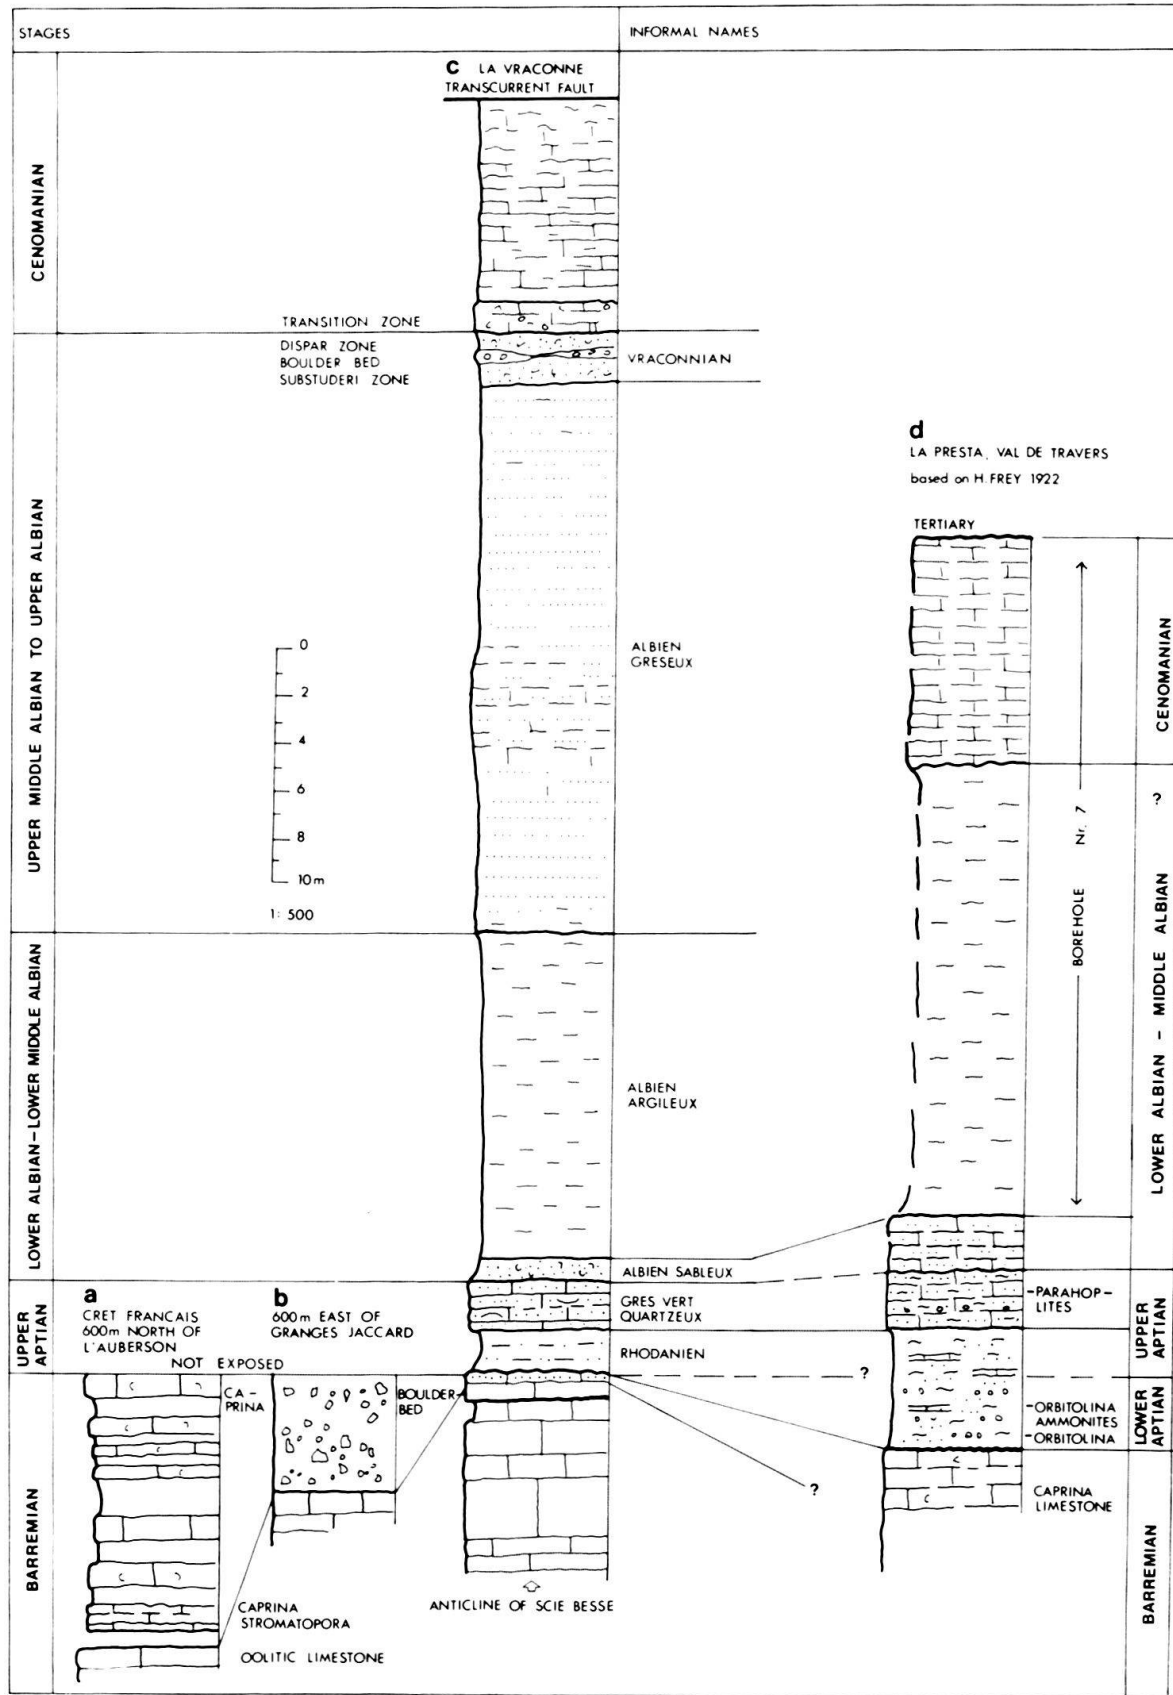 STAGES
INFORMAL NAMES
c LA VRACONNE
TRANSCURRENT FAULT
CENOMANIAN
TRANSITION ZONE
DISPAR ZONE
BOULDER BED
SUBSTUDERI ZONE
VRACONNIAN
UPPER MIDDLE ALBIAN TO UPPER ALBIAN
0
2
4
6
8
10m
1: 500
ALBIEN
GRESEUX
d
LA PRESTA, VAL DE TRAVERS
based on H. FREY 1922
TERTIARY
CENOMANIAN
BOREHOLE Nr. 7
?
LOWER ALBIAN - MIDDLE ALBIAN
LOWER ALBIAN-LOWER MIDDLE ALBIAN
ALBIEN
ARGILEUX
ALBIEN SABLEUX
UPPER
APTIAN
a
CRET FRANCAIS
600m NORTH OF
L'AUBERSON
NOT EXPOSED
b
600m EAST OF
GRANGES JACCARD
GRES VERT
QUARTZEUX
RHODANIEN
?
-PARAHOP-
LITES
UPPER
APTIAN
BARREMIAN
CA-
PRINA
BOULDER-
BED
-ORBITOLINA
AMMONITES
-ORBITOLINA
LOWER
APTIAN
?
CAPRINA
LIMESTONE
BARREMIAN
CAPRINA
STROMATOPORA
OOLITIC LIMESTONE
ANTICLINE OF SCIE BESSE